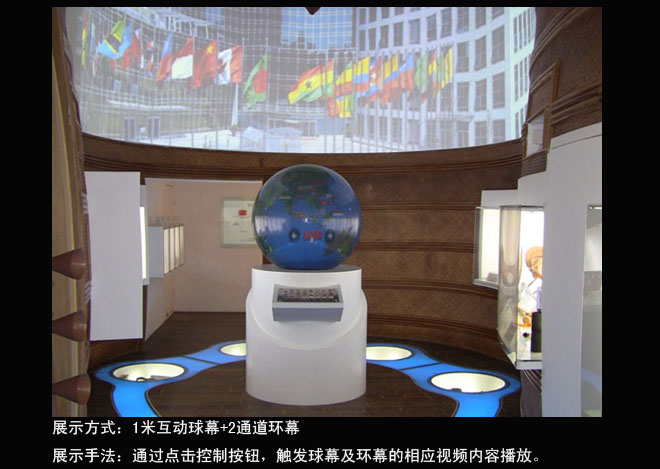 展示方式：1米互动球幕+2通道环幕
展示手法：通过点击控制按钮，触发球幕及环幕的相应视频内容播放。